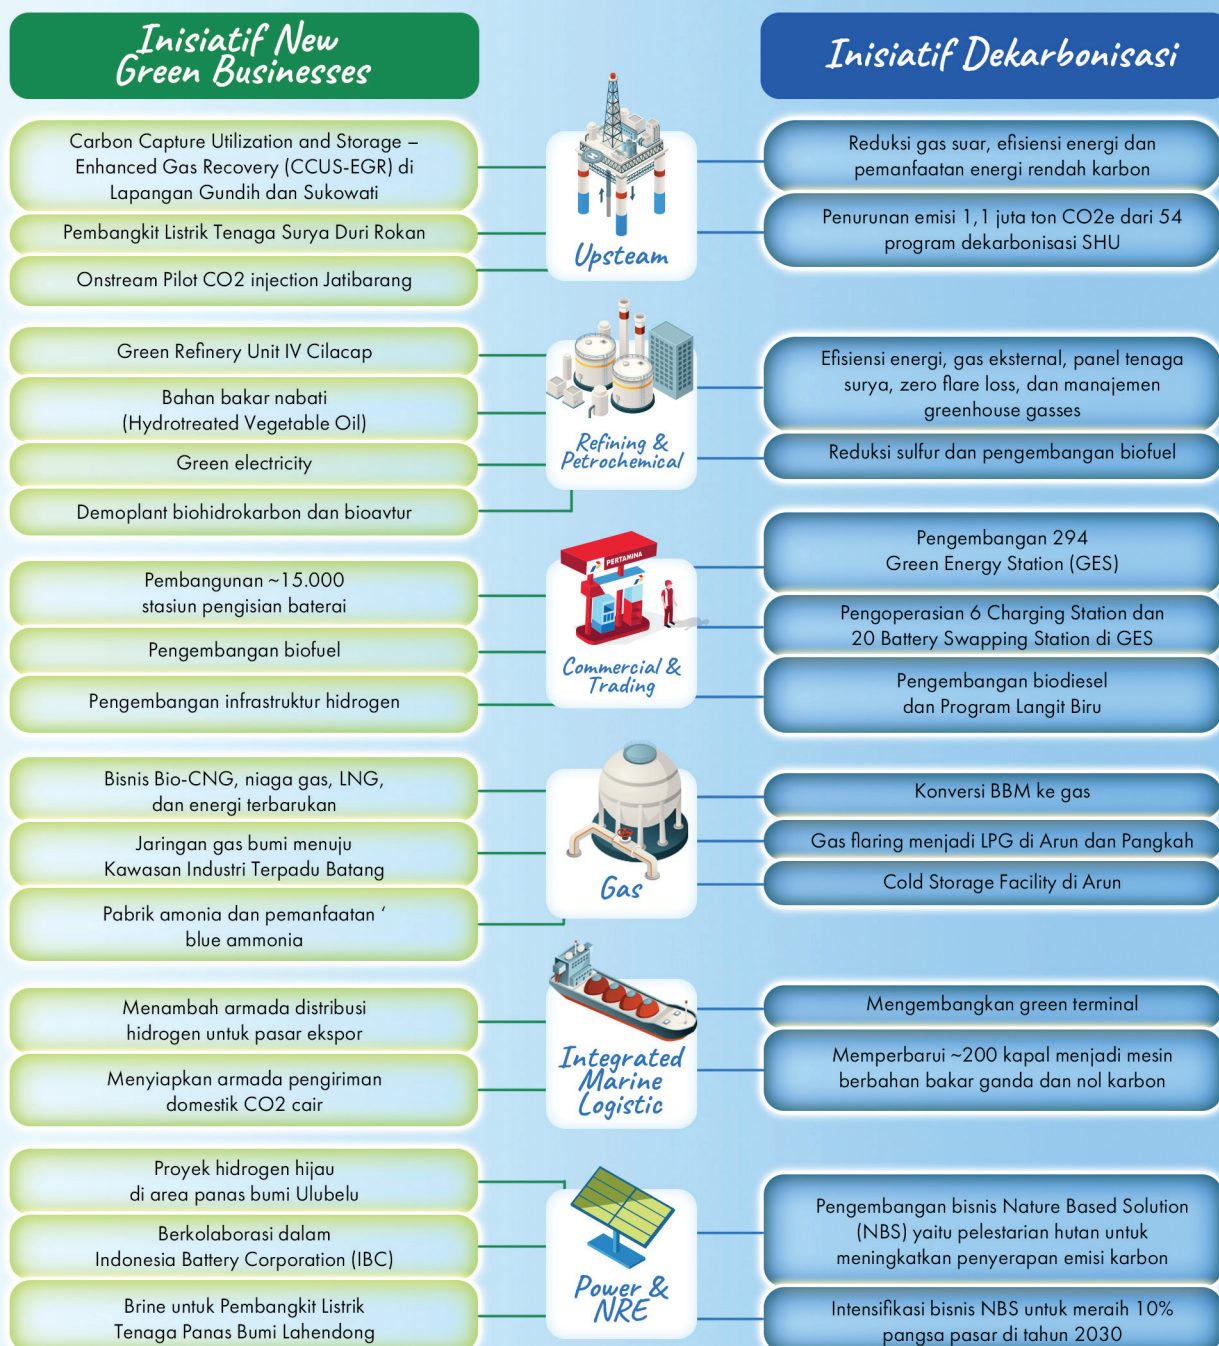 Inisiatif New
Green Businesses
Inisiatif Dekarbonisasi
Carbon Capture Utilization and Storage –
Enhanced Gas Recovery (CCUS-EGR) di
Lapangan Gundih dan Sukowati
Pembangkit Listrik Tenaga Surya Duri Rokan
Onstream Pilot CO2 injection Jatibarang
Upsteam
Reduksi gas suar, efisiensi energi dan
pemanfaatan energi rendah karbon
Penurunan emisi 1,1 juta ton CO2e dari 54
program dekarbonisasi SHU
Green Refinery Unit IV Cilacap
Bahan bakar nabati
(Hydrotreated Vegetable Oil)
Green electricity
Demoplant biohidrokarbon dan bioavtur
Refining &
Petrochemical
Efisiensi energi, gas eksternal, panel tenaga
surya, zero flare loss, dan manajemen
greenhouse gasses
Reduksi sulfur dan pengembangan biofuel
Pembangunan ~15.000
stasiun pengisian baterai
Pengembangan biofuel
Pengembangan infrastruktur hidrogen
PERTAMINA
Commercial &
Trading
Pengembangan 294
Green Energy Station (GES)
Pengoperasian 6 Charging Station dan
20 Battery Swapping Station di GES
Pengembangan biodiesel
dan Program Langit Biru
Bisnis Bio-CNG, niaga gas, LNG,
dan energi terbarukan
Jaringan gas bumi menuju
Kawasan Industri Terpadu Batang
Pabrik amonia dan pemanfaatan ‘
blue ammonia
Gas
Konversi BBM ke gas
Gas flaring menjadi LPG di Arun dan Pangkah
Cold Storage Facility di Arun
Menambah armada distribusi
hidrogen untuk pasar ekspor
Menyiapkan armada pengiriman
domestik CO2 cair
Integrated
Marine
Logistic
Mengembangkan green terminal
Memperbarui ~200 kapal menjadi mesin
berbahan bakar ganda dan nol karbon
Proyek hidrogen hijau
di area panas bumi Ulubelu
Berkolaborasi dalam
Indonesia Battery Corporation (IBC)
Brine untuk Pembangkit Listrik
Tenaga Panas Bumi Lahendong
Power &
NRE
Pengembangan bisnis Nature Based Solution
(NBS) yaitu pelestarian hutan untuk
meningkatkan penyerapan emisi karbon
Intensifikasi bisnis NBS untuk meraih 10%
pangsa pasar di tahun 2030